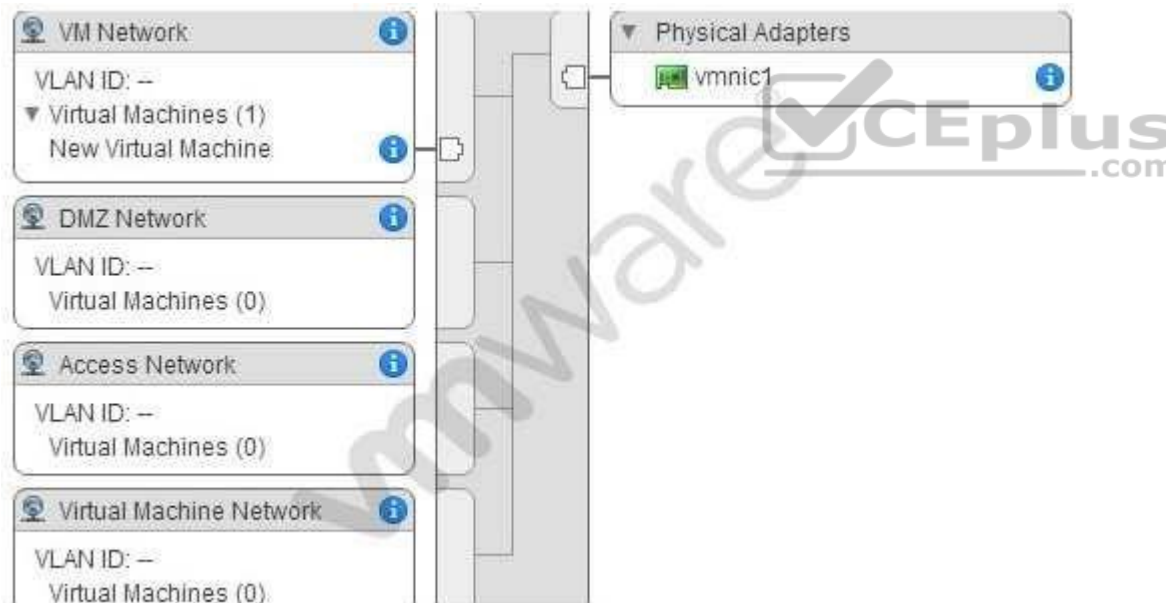 VM Network
VLAN ID: --
Virtual Machines (1)
New Virtual Machine
DMZ Network
VLAN ID: --
Virtual Machines (0)
Access Network
VLAN ID: --
Virtual Machines (0)
Virtual Machine Network
VLAN ID: --
Virtual Machines (0)
Physical Adapters
vmnic1
CEplus
.com
vmware